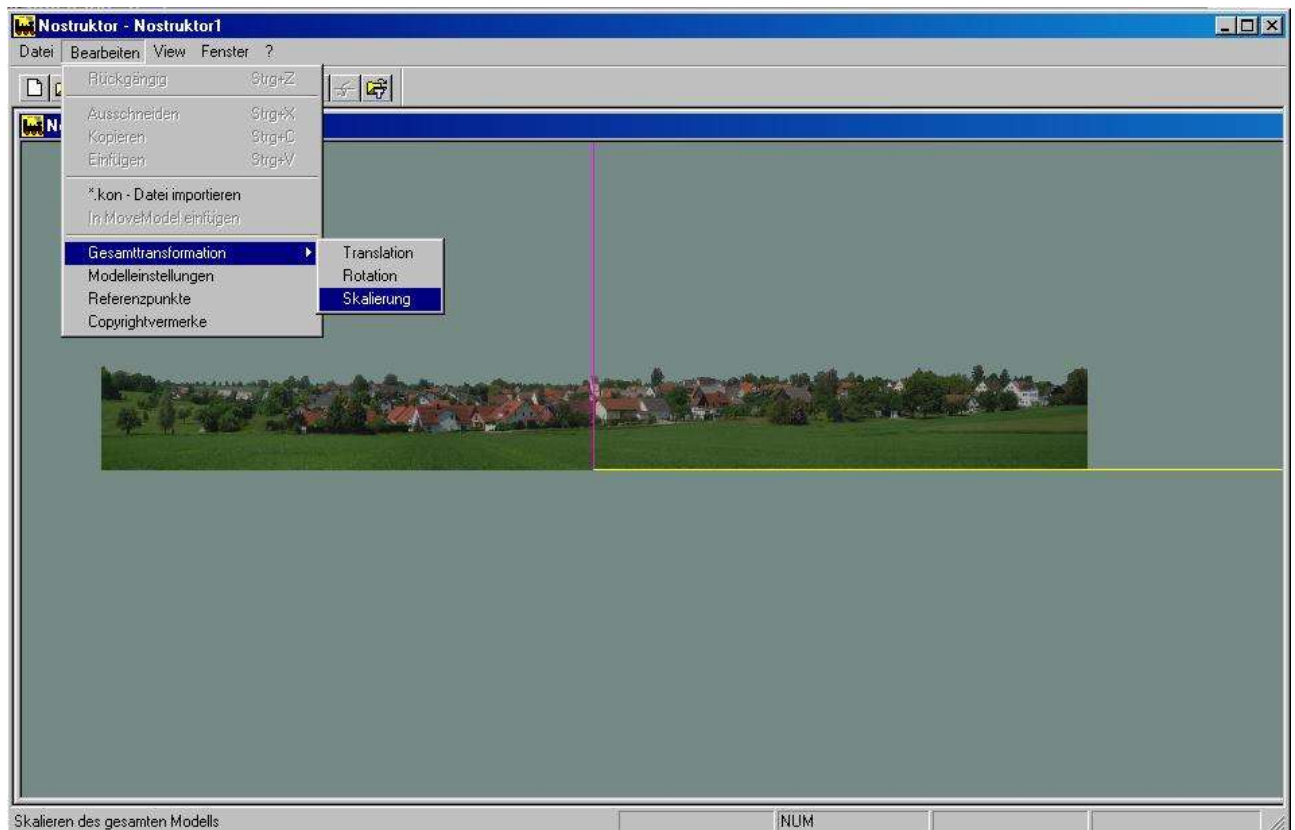 Nostruktor - Nostruktor1
Datei Bearbeiten View Fenster ?
Rückgängig Strg+Z
Ausschneiden Strg+X
Kopieren Strg+C
Einfügen Strg+V
*.kon - Datei importieren
In MoveModel einfügen
Gesamttransformation
Modelleinstellungen
Referenzpunkte
Copyrightvermerke
Translation
Rotation
Skalierung
Skalieren des gesamten Modells
NUM